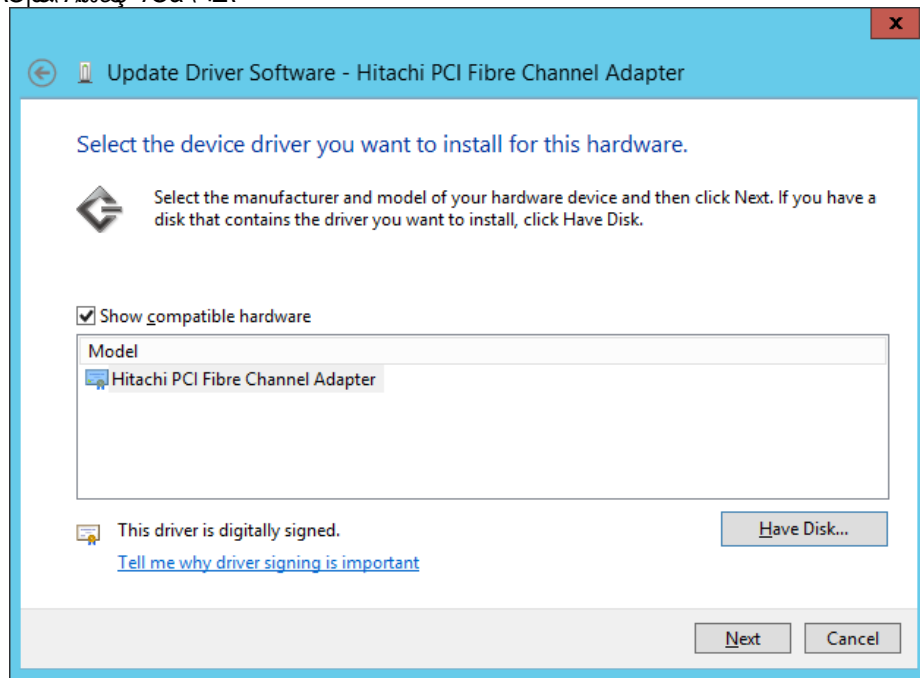 x
Update Driver Software - Hitachi PCI Fibre Channel Adapter
Select the device driver you want to install for this hardware.
Select the manufacturer and model of your hardware device and then click Next. If you have a
disk that contains the driver you want to install, click Have Disk.
Show compatible hardware
Model
Hitachi PCI Fibre Channel Adapter
This driver is digitally signed.
Have Disk...
Tell me why driver signing is important
Next
Cancel